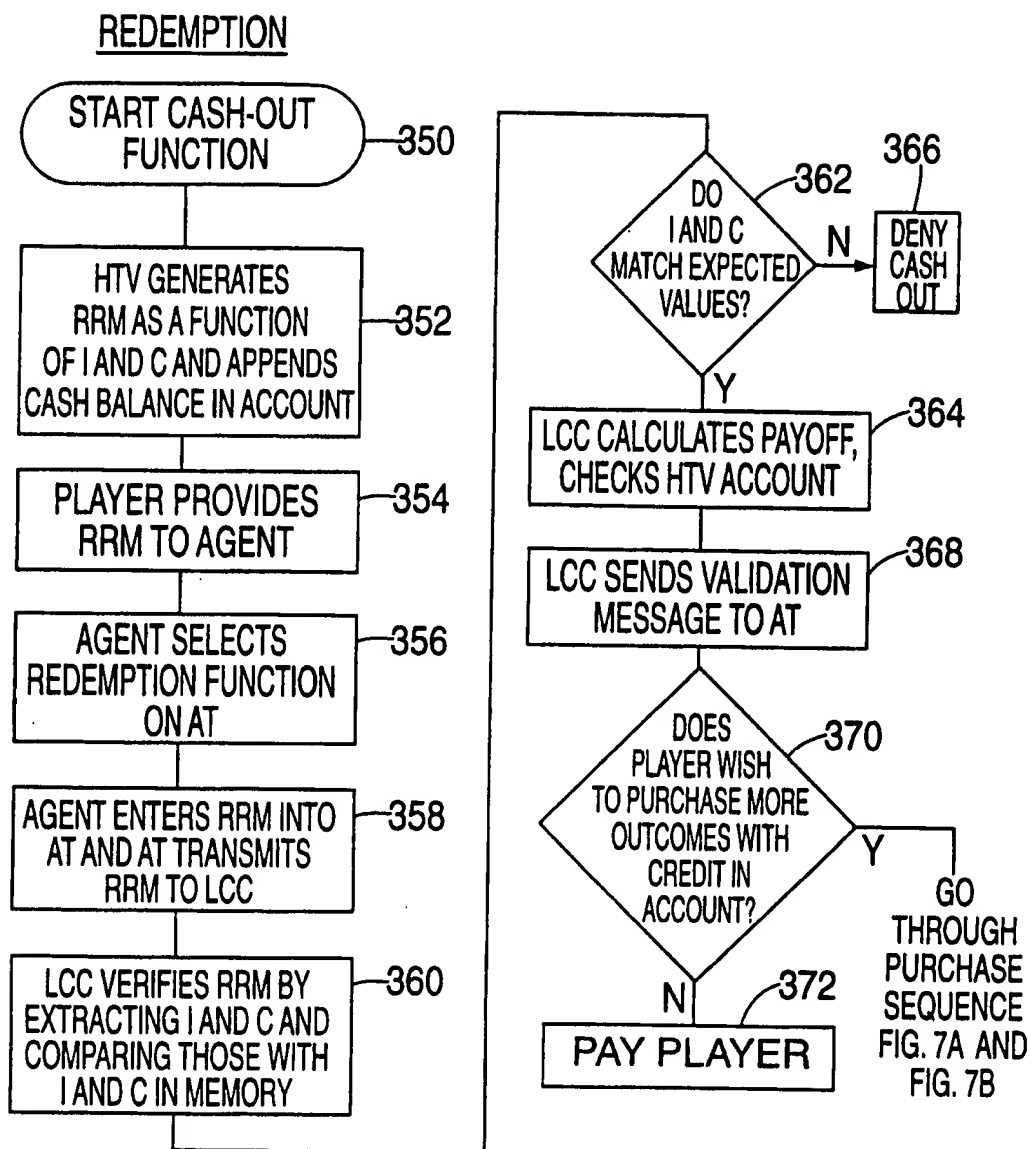 REDEMPTION
START CASH-OUT
FUNCTION
350
HTV GENERATES
RRM AS A FUNCTION
OF I AND C AND APPENDS
CASH BALANCE IN ACCOUNT
352
PLAYER PROVIDES
RRM TO AGENT
354
AGENT SELECTS
REDEMPTION FUNCTION
ON AT
356
AGENT ENTERS RRM INTO
AT AND AT TRANSMITS
RRM TO LCC
358
LCC VERIFIES RRM BY
EXTRACTING I AND C AND
COMPARING THOSE WITH
I AND C IN MEMORY
360
DO
I AND C
MATCH EXPECTED
VALUES?
362
N
366
DENY
CASH
OUT
Y
LCC CALCULATES PAYOFF,
CHECKS HTV ACCOUNT
364
LCC SENDS VALIDATION
MESSAGE TO AT
368
DOES
PLAYER WISH
TO PURCHASE MORE
OUTCOMES WITH
CREDIT IN
ACCOUNT?
370
Y
GO
THROUGH
PURCHASE
SEQUENCE
FIG. 7A AND
FIG. 7B
N
372
PAY PLAYER